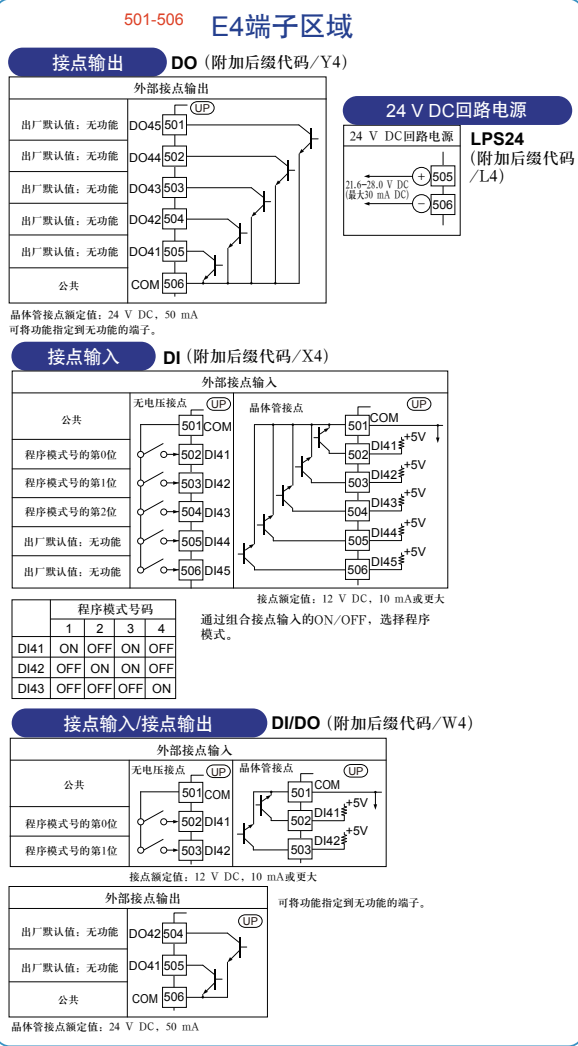 501-506 E4端子区域
接点输出 DO（附加后缀代码/Y4）
外部接点输出
UP
出厂默认值：无功能 DO45 501
出厂默认值：无功能 DO44 502
出厂默认值：无功能 DO43 503
出厂默认值：无功能 DO42 504
出厂默认值：无功能 DO41 505
公共 COM 506
晶体管接点额定值：24 V DC，50 mA
可将功能指定到无功能的端子。
24 V DC回路电源
24 V DC回路电源
LPS24
（附加后缀代码
/L4）
21.6-28.0 V DC
(最大30 mA DC)
+ 505
− 506
接点输入 DI（附加后缀代码/X4）
外部接点输入
无电压接点 UP 晶体管接点 UP
公共 501 COM 501 COM
程序模式号的第0位 502 DI41 502 DI41 +5V
程序模式号的第1位 503 DI42 503 DI42 +5V
程序模式号的第2位 504 DI43 504 DI43 +5V
出厂默认值：无功能 505 DI44 505 DI44 +5V
出厂默认值：无功能 506 DI45 506 DI45 +5V
接点额定值：12 V DC，10 mA或更大
程序模式号码
1 2 3 4
DI41 ON OFF ON OFF
DI42 OFF ON ON OFF
DI43 OFF OFF OFF ON
通过组合接点输入的ON/OFF，选择程序
模式。
接点输入/接点输出 DI/DO（附加后缀代码/W4）
外部接点输入
无电压接点 UP 晶体管接点 UP
公共 501 COM 501 COM
程序模式号的第0位 502 DI41 502 DI41 +5V
程序模式号的第1位 503 DI42 503 DI42 +5V
接点额定值：12 V DC，10 mA或更大
外部接点输出
可将功能指定到无功能的端子。
UP
出厂默认值：无功能 DO42 504
出厂默认值：无功能 DO41 505
公共 COM 506
晶体管接点额定值：24 V DC，50 mA